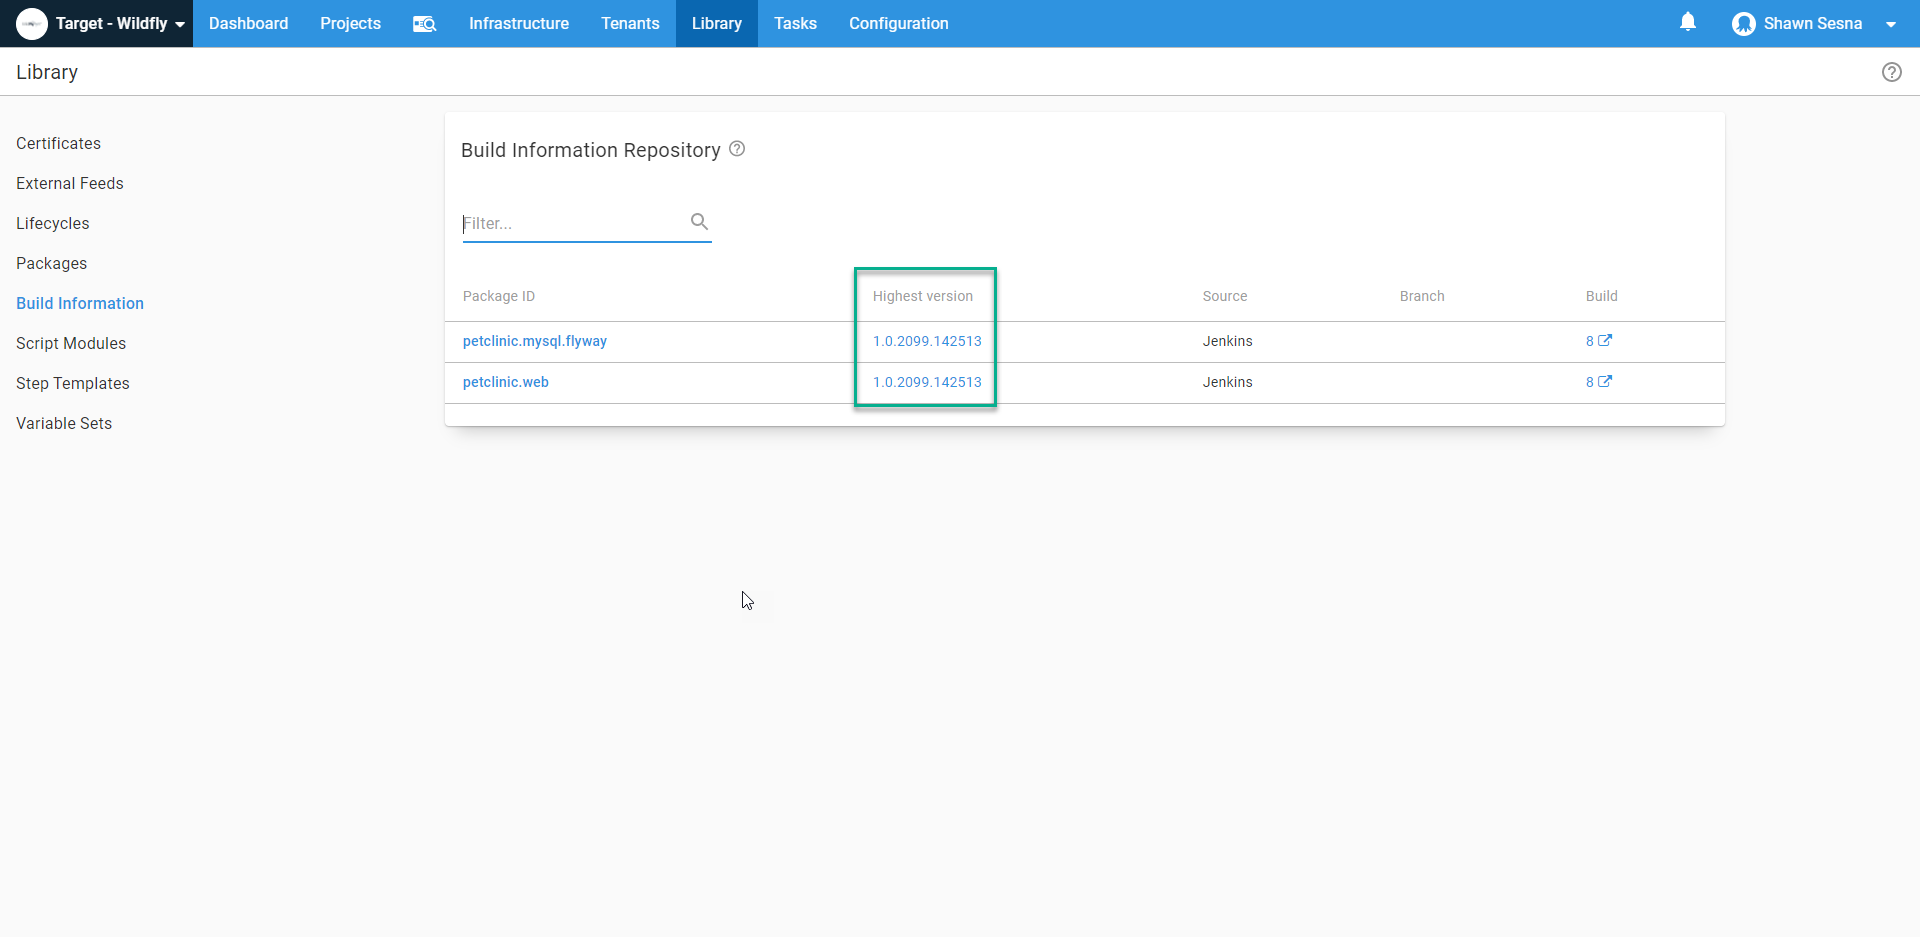 Target - Wildfly Dashboard Projects Infrastructure Tenants Library Tasks Configuration Shawn Sesna
Library
Certificates
External Feeds
Lifecycles
Packages
Build Information
Script Modules
Step Templates
Variable Sets
Build Information Repository
Filter...
Package ID Highest version Source Branch Build
petclinic.mysql.flyway 1.0.2099.142513 Jenkins 8
petclinic.web 1.0.2099.142513 Jenkins 8